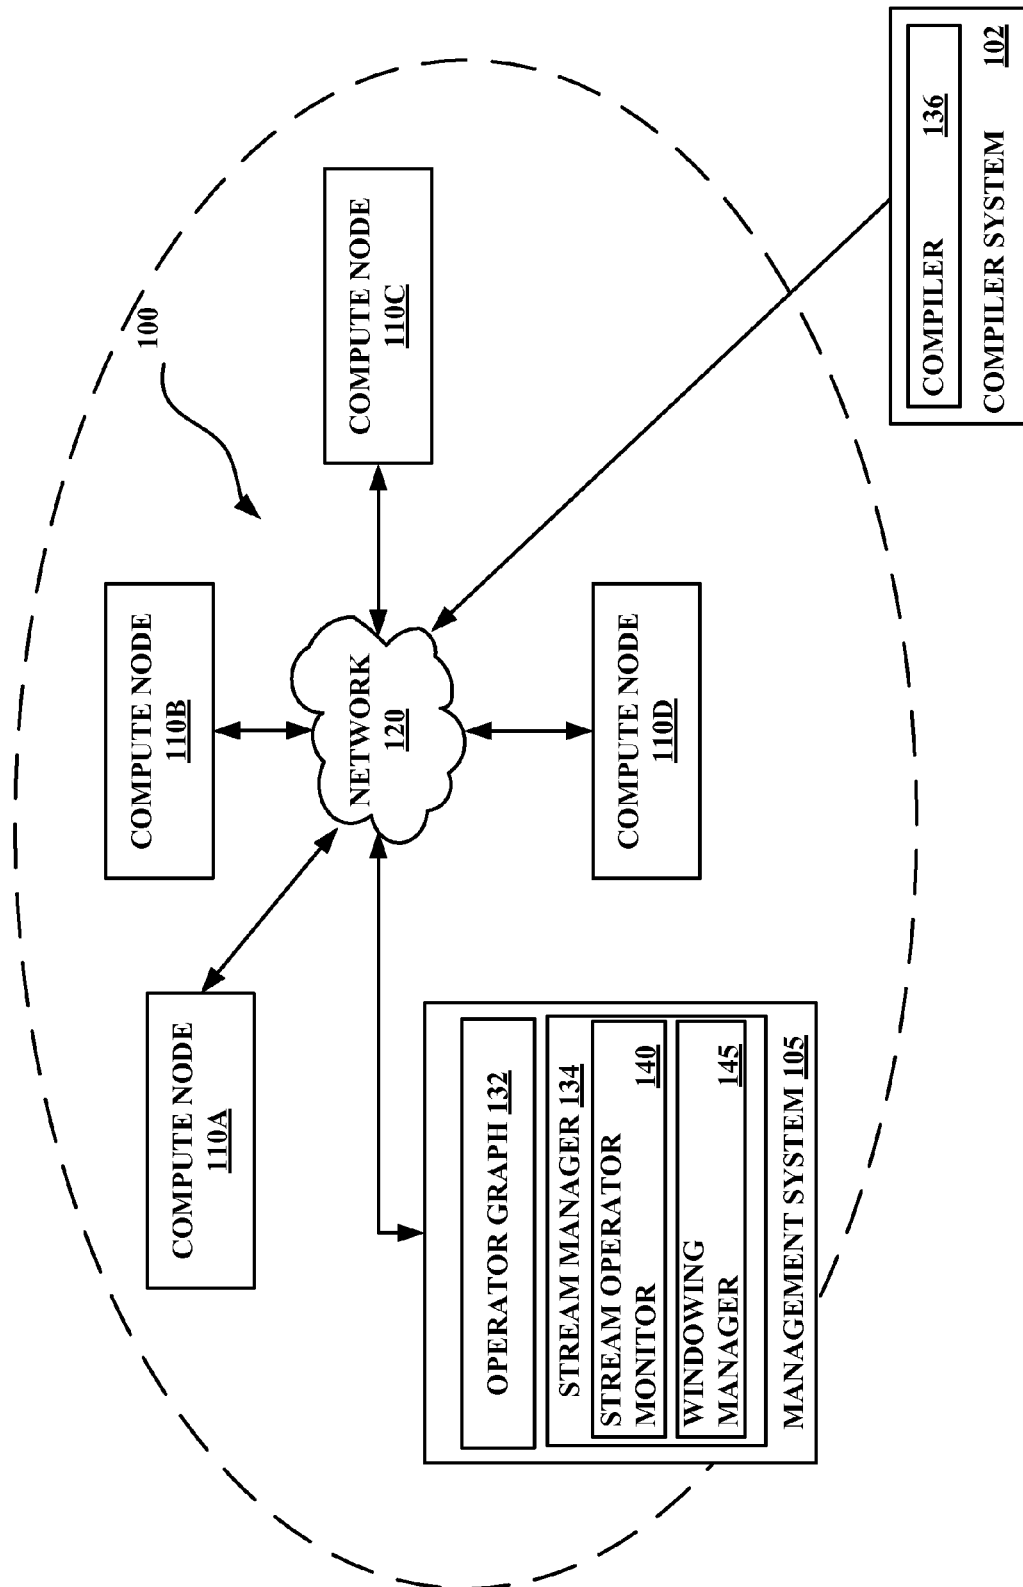 100
COMPUTE NODE
110A
COMPUTE NODE
110B
COMPUTE NODE
110C
NETWORK
120
COMPUTE NODE
110D
OPERATOR GRAPH 132
STREAM MANAGER 134
STREAM OPERATOR
MONITOR 140
WINDOWING
MANAGER 145
MANAGEMENT SYSTEM 105
COMPILER 136
COMPILER SYSTEM 102